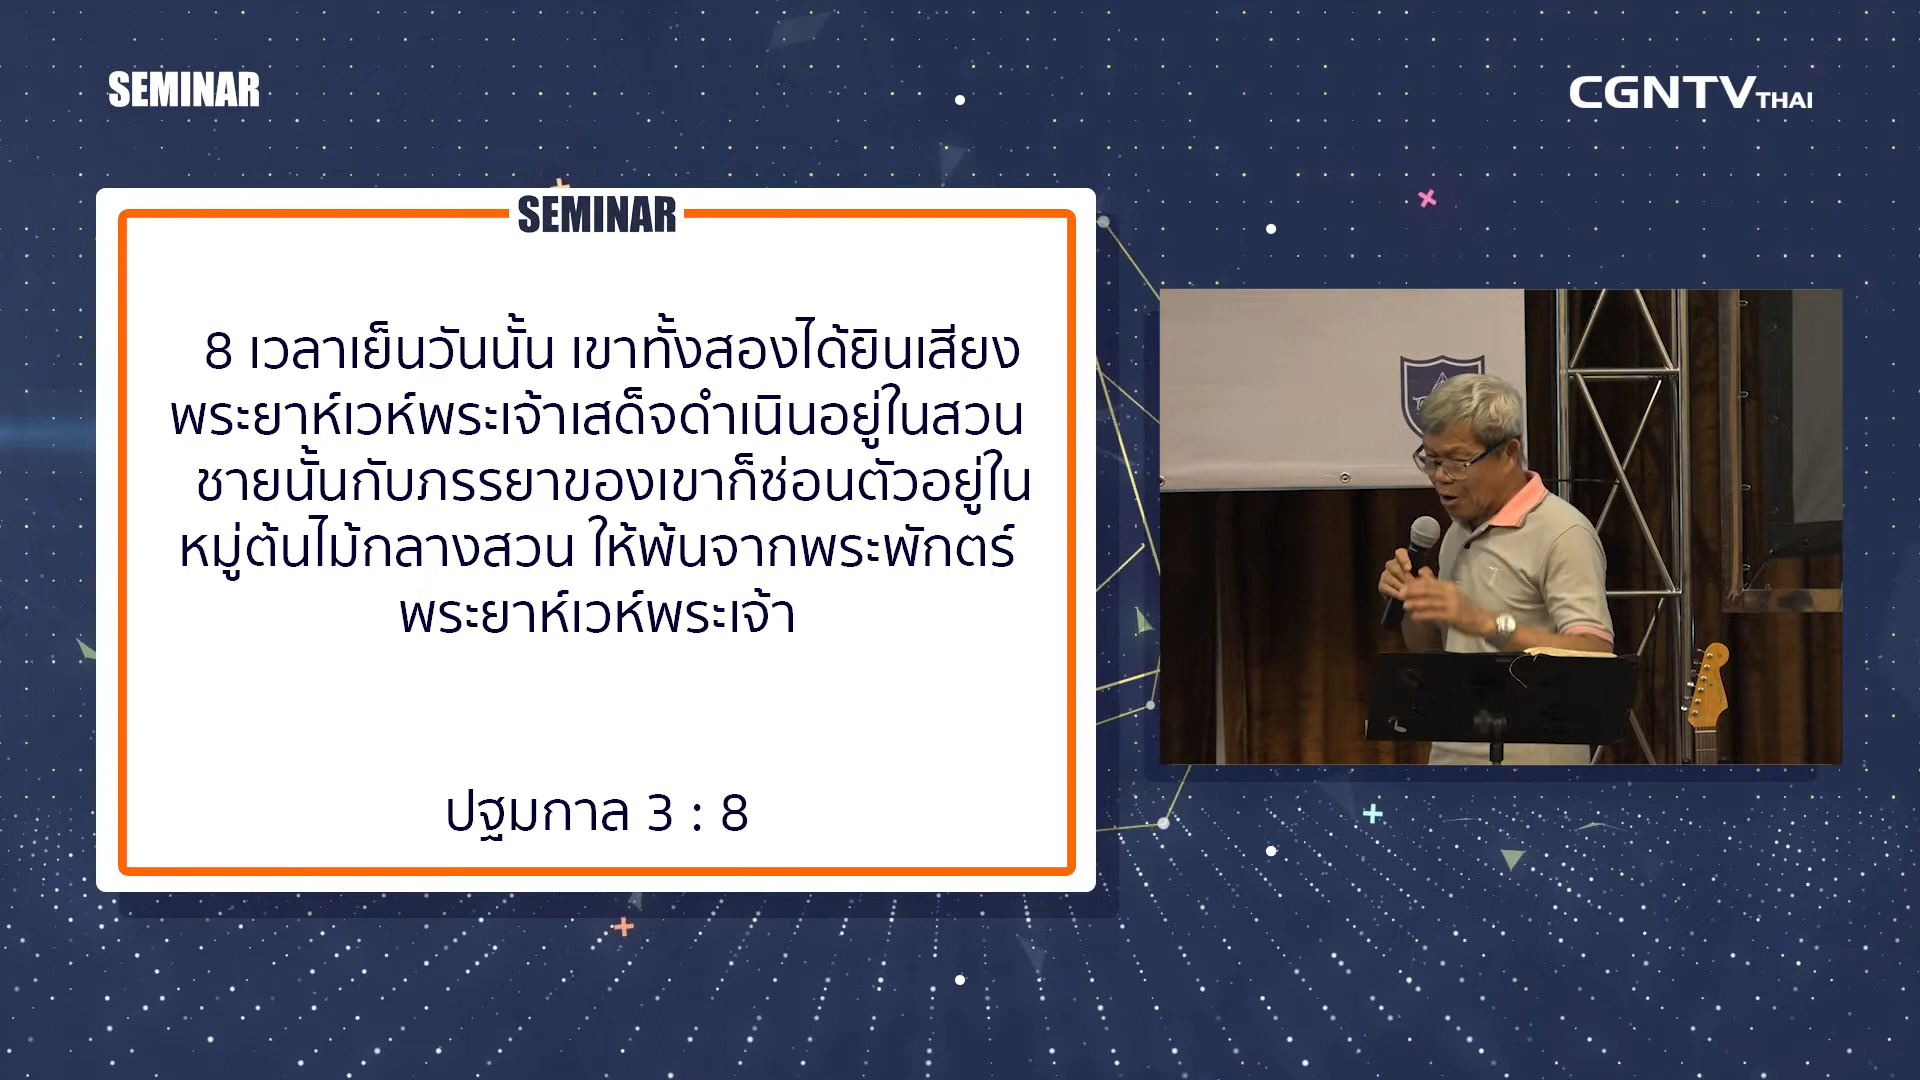 SEMINAR
CGNTV THAI
SEMINAR
8 เวลาเย็นวันนั้น เขาทั้งสองได้ยินเสียง
พระยาห์เวห์พระเจ้าเสด็จดำเนินอยู่ในสวน
ชายนั้นกับภรรยาของเขาก็ซ่อนตัวอยู่ใน
หมู่ต้นไม้กลางสวน ให้พ้นจากพระพักตร์
พระยาห์เวห์พระเจ้า
ปฐมกาล 3 : 8